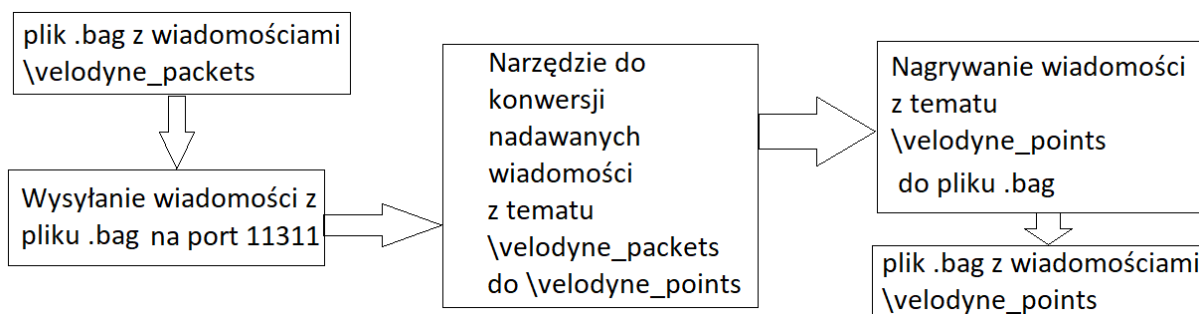 plik .bag z wiadomościami
\velodyne_packets
Wysyłanie wiadomości z
pliku .bag na port 11311
Narzędzie do
konwersji
nadawanych
wiadomości
z tematu
\velodyne_packets
do \velodyne_points
Nagrywanie wiadomości
z tematu
\velodyne_points
do pliku .bag
plik .bag z wiadomościami
\velodyne_points